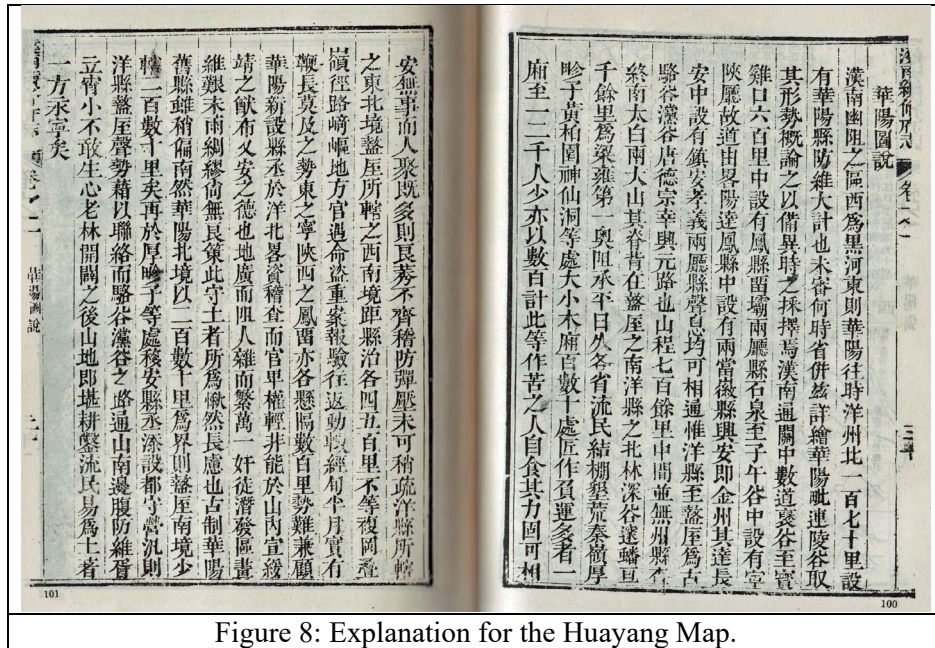 華陽圖說
漢南幽阻之區西爲黑河東則華陽往時洋州北一百七十里設
有華陽縣防維大計也未審何時省併茲詳繪華陽毗連陵谷取
其形勢概論之以備異時之採擇焉漢南通關中數道襃谷至寶
雞口六百里中設有鳳縣留壩兩廳縣石泉至子午谷中設有寧
陝廳故道由畧陽達鳳縣中設有兩當徽縣興安即金州其達長
安中設有鎮安孝義兩廳縣聲息均可相通惟洋縣至盩厔爲古
駱谷儻谷唐德宗幸興元路也山程七百餘里中間並無州縣查
終南太白兩大山其脊背在盩厔之南洋縣之北林深谷邃蟠亘
千餘里爲梁雍第一奧阻承平日久各省流民結棚墾荒秦嶺厚
畛子黃柏園神仙洞等處大小木廂百數十處匠作負運多者一
廂至一二千人少亦以數百計此等作苦之人自食其力固可相
100
安無事而人聚旣多則良莠不齊稽防彈壓未可稍疏洋縣所轄
之東北境盩厔所轄之西南境距縣治各四五百里不等複岡疊
嶺徑路崎嶇地方官遇命盜重案報驗往返動輒經旬半月實有
鞭長莫及之勢東之寧陝西之鳳留亦各懸隔數百里勢難兼顧
華陽新設縣丞於洋北畧資稽查而官卑權輕非能於山內宣綏
靖之猷布乂安之德也地廣而阻人雜而繁萬一奸徒潛發區畫
維艱未雨綢繆尙無良策此守土者所爲愀然長慮也古制華陽
舊縣雖稍偏南然華陽北境以二百數十里爲界則盩厔南境少
轄二百數十里矣再於厚畛子等處移安縣丞添設都守營汛則
洋縣盩厔聲勢藉以聯絡而駱谷儻谷之路通山南邊腹防維胥
立宵小不敢生心老林開闢之後山地卽堪耕鑿流民易爲土着
一方永寧矣
華陽圖說
101
Figure 8: Explanation for the Huayang Map.